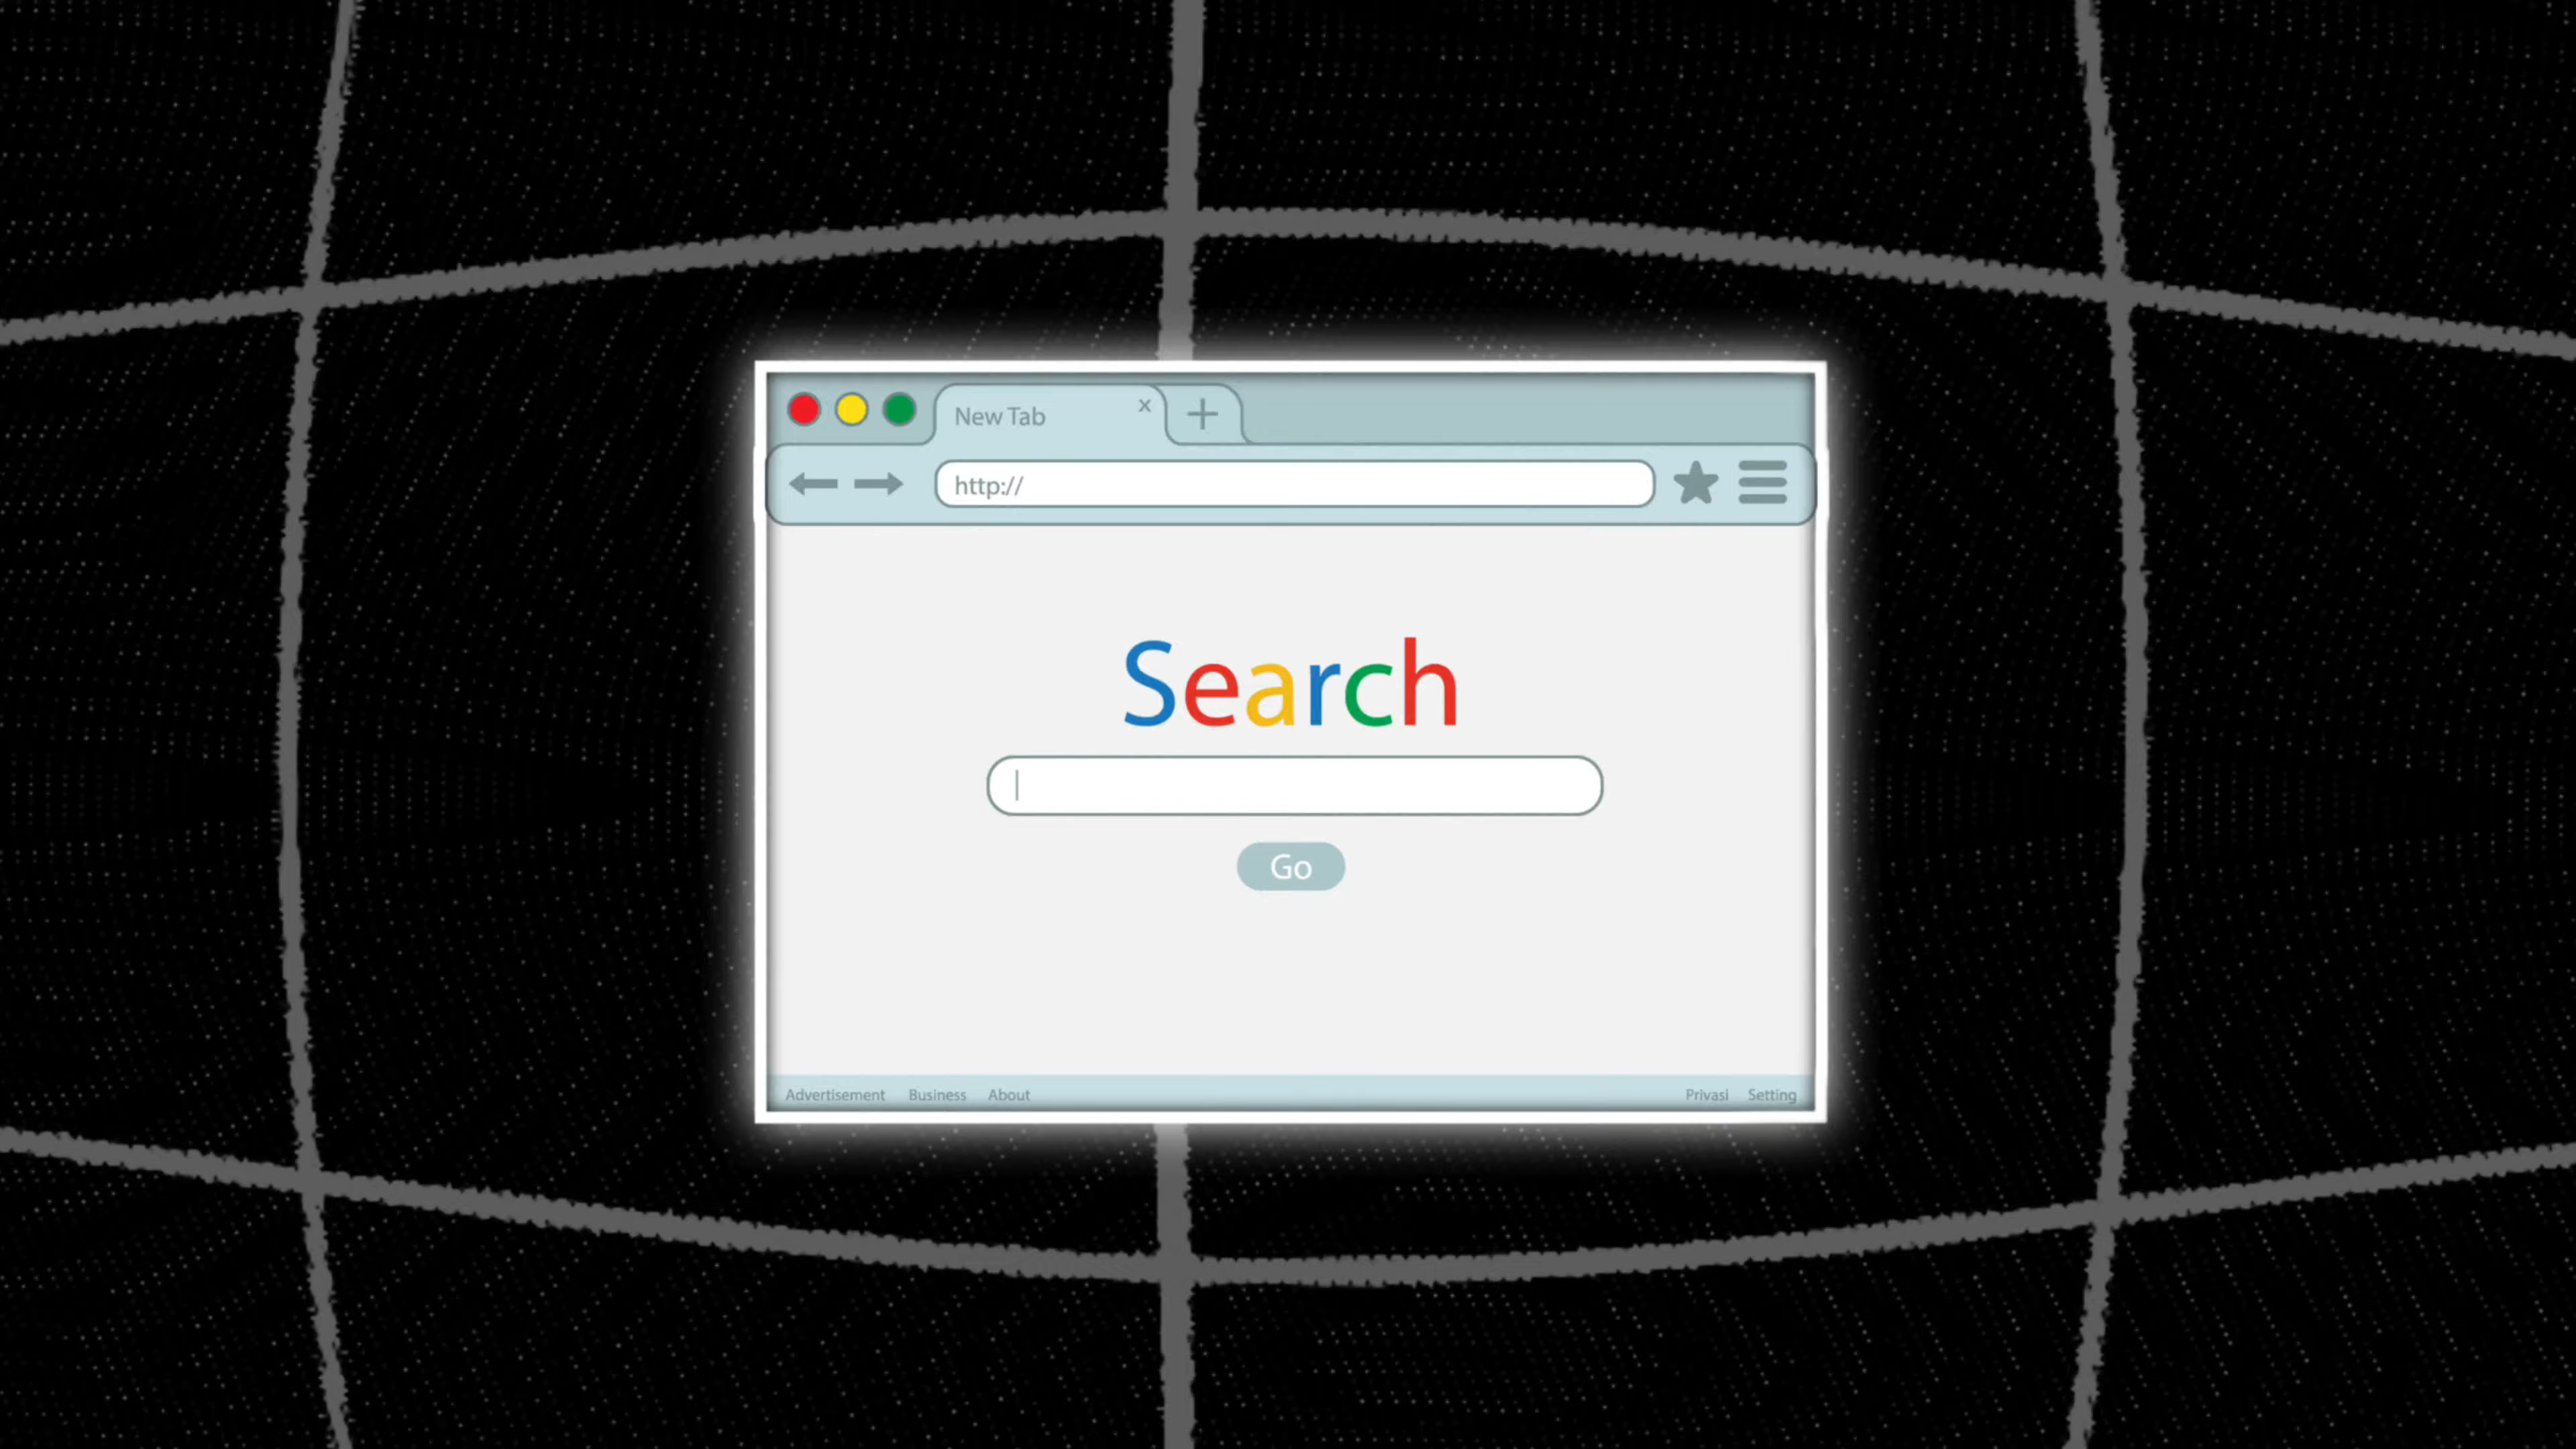 New Tab x +
http://
Search
Go
Advertisement Business About Privasi Setting